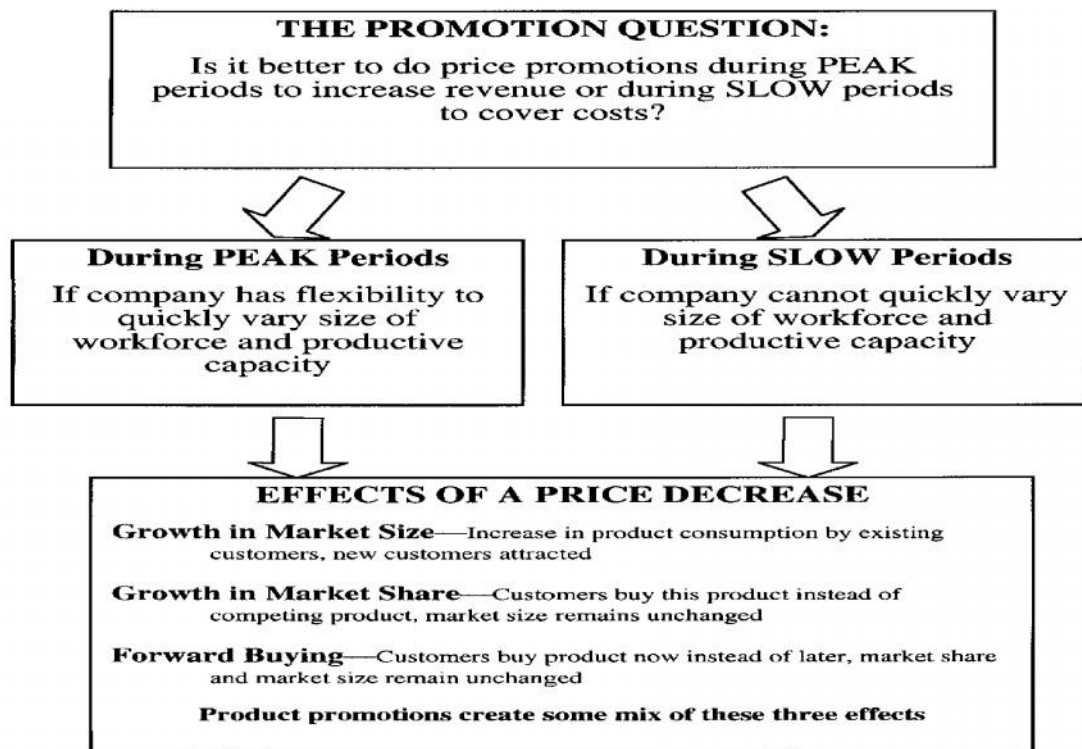 THE PROMOTION QUESTION:
Is it better to do price promotions during PEAK
periods to increase revenue or during SLOW periods
to cover costs?
During PEAK Periods
If company has flexibility to
quickly vary size of
workforce and productive
capacity
During SLOW Periods
If company cannot quickly vary
size of workforce and
productive capacity
EFFECTS OF A PRICE DECREASE
Growth in Market Size—Increase in product consumption by existing
customers, new customers attracted
Growth in Market Share—Customers buy this product instead of
competing product, market size remains unchanged
Forward Buying—Customers buy product now instead of later, market share
and market size remain unchanged
Product promotions create some mix of these three effects